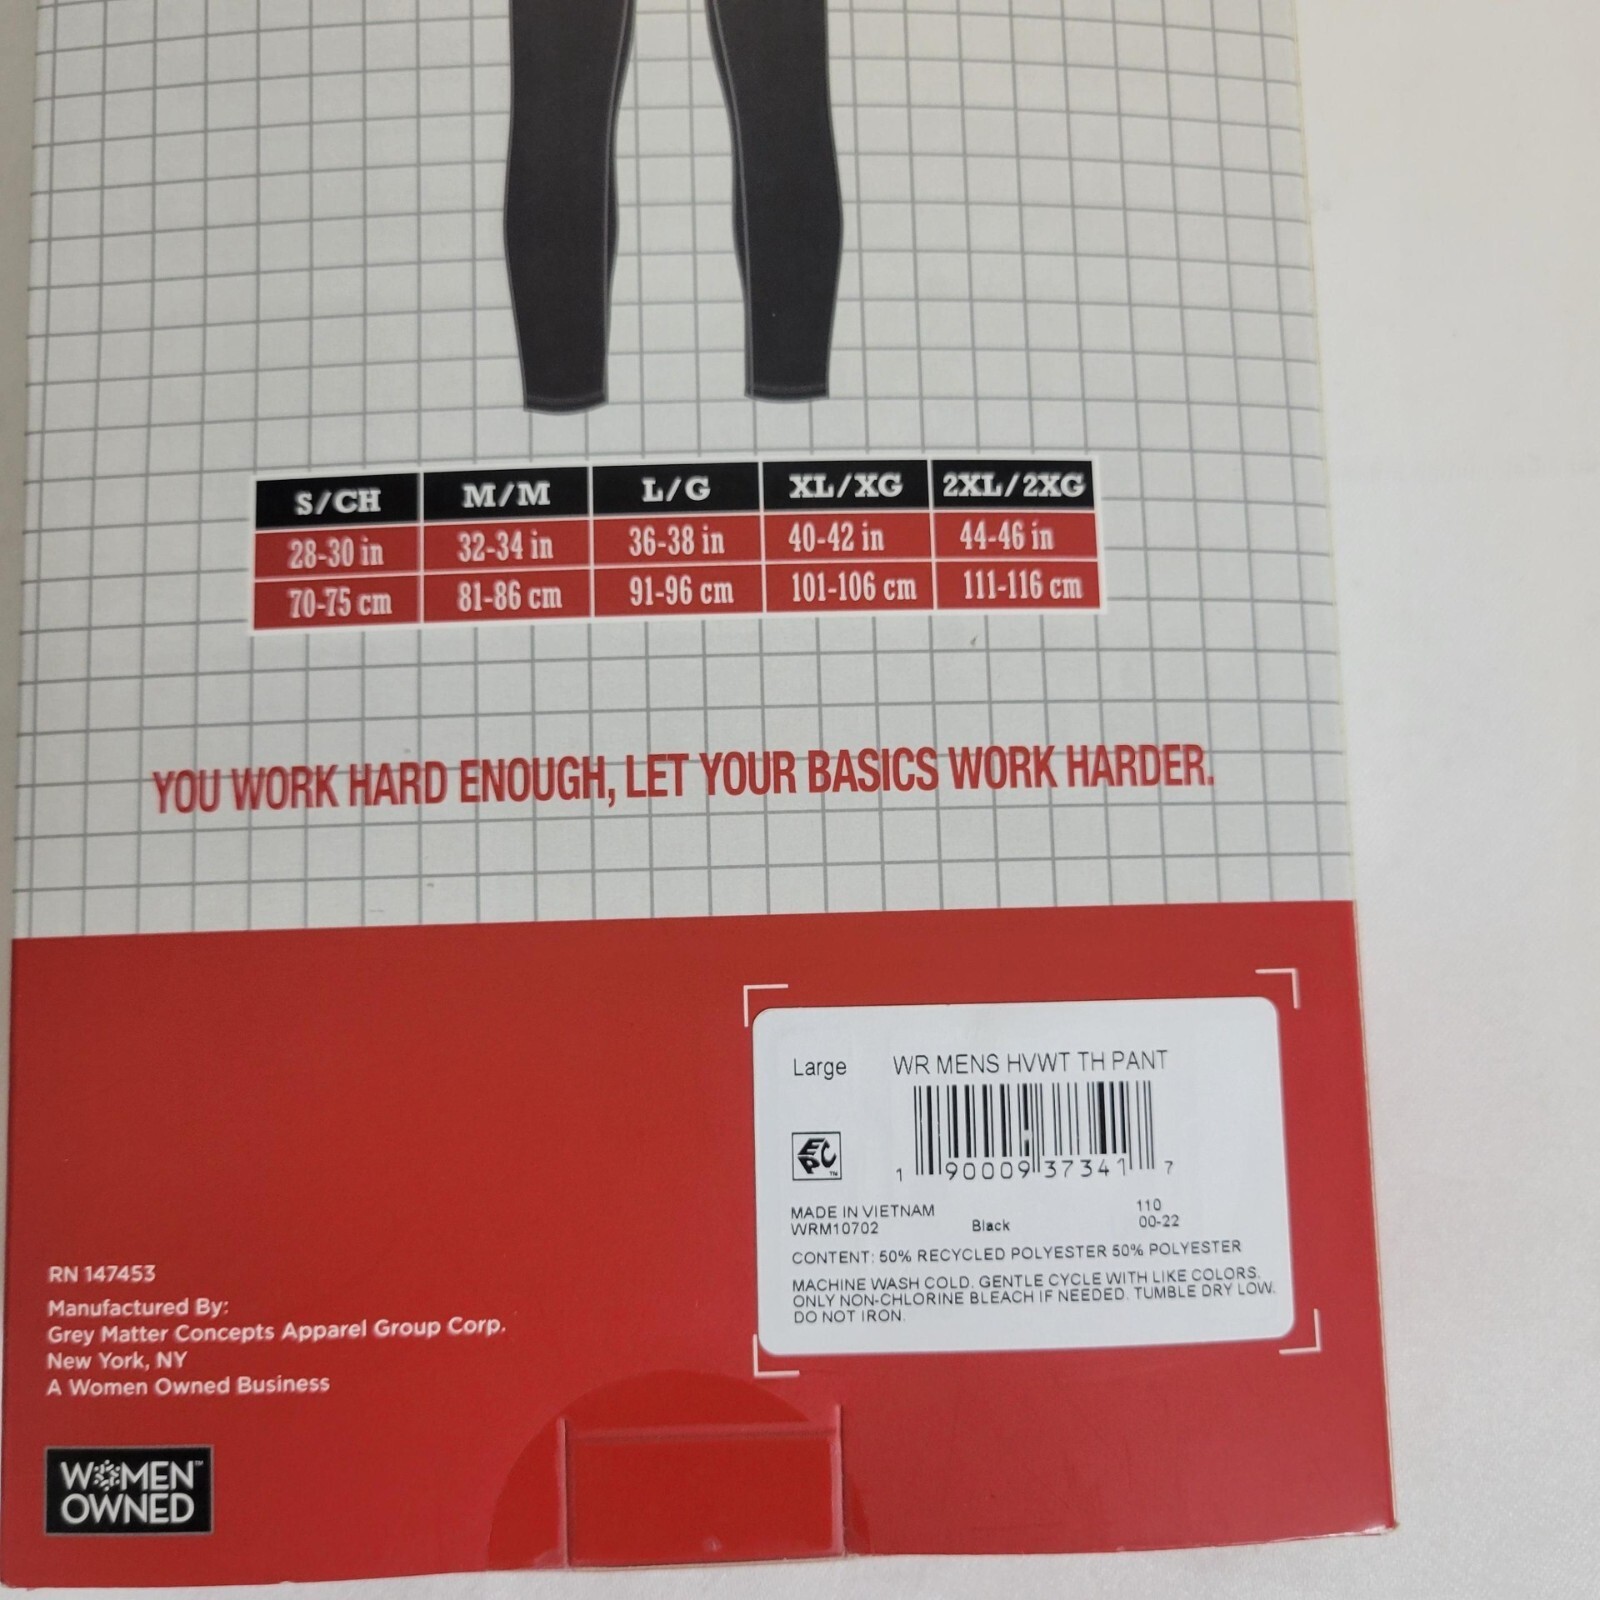 S/CH M/M L/G XL/XG 2XL/2XG
28-30 in 32-34 in 36-38 in 40-42 in 44-46 in
70-75 cm 81-86 cm 91-96 cm 101-106 cm 111-116 cm
YOU WORK HARD ENOUGH, LET YOUR BASICS WORK HARDER.
Large WR MENS HVWT TH PANT
EPC™
1 90009 37341 7
MADE IN VIETNAM 110
WRM10702 Black 00-22
CONTENT: 50% RECYCLED POLYESTER 50% POLYESTER
MACHINE WASH COLD. GENTLE CYCLE WITH LIKE COLORS.
ONLY NON-CHLORINE BLEACH IF NEEDED. TUMBLE DRY LOW.
DO NOT IRON.
RN 147453
Manufactured By:
Grey Matter Concepts Apparel Group Corp.
New York, NY
A Women Owned Business
WOMEN™
OWNED